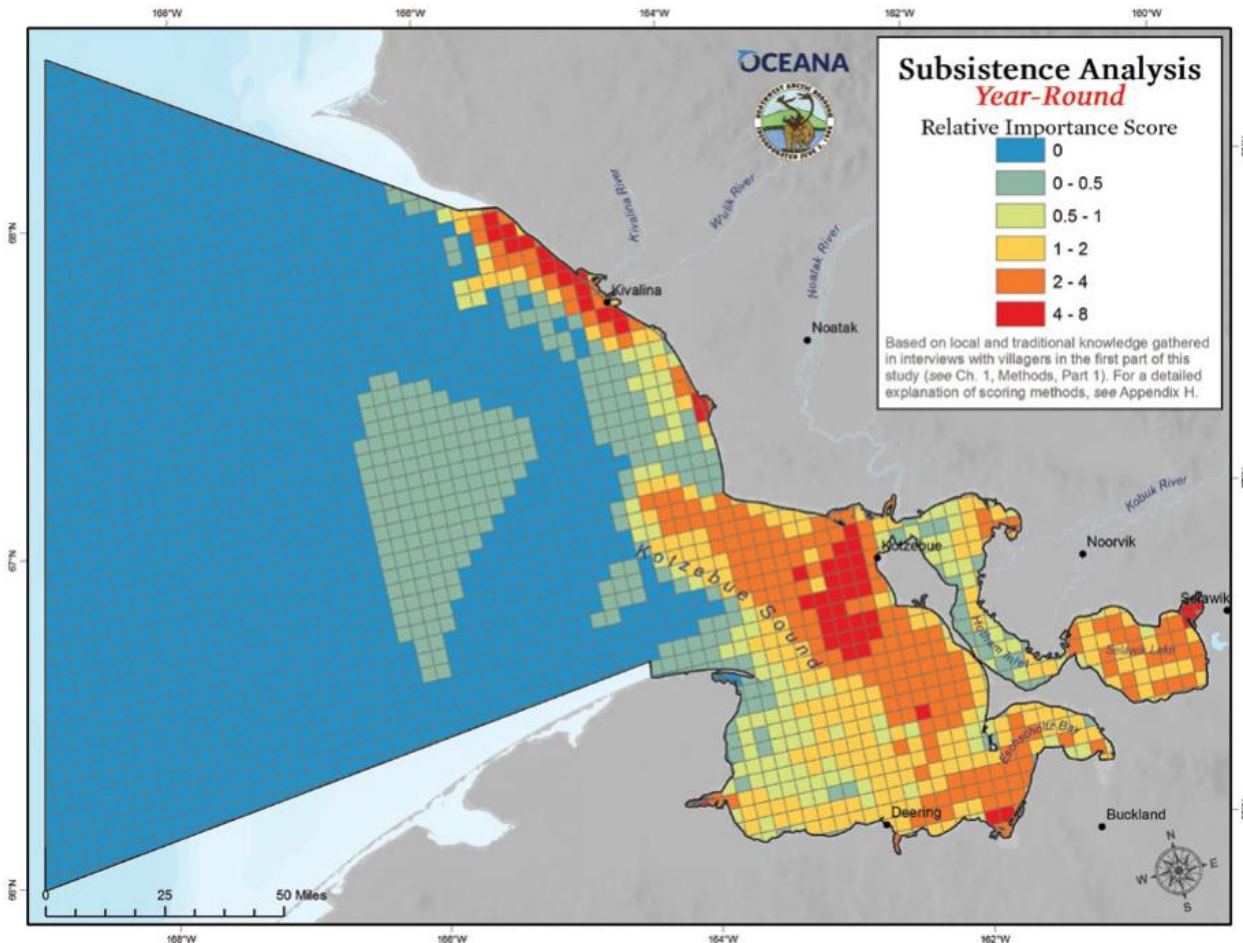 168°W 166°W 164°W 162°W 160°W
OCEANA
NORTHWEST ARCTIC BOROUGH
Subsistence Analysis
Year-Round
Relative Importance Score
0
0 - 0.5
0.5 - 1
1 - 2
2 - 4
4 - 8
Based on local and traditional knowledge gathered
in interviews with villagers in the first part of this
study (see Ch. 1, Methods, Part 1). For a detailed
explanation of scoring methods, see Appendix H.
68°N
Kivalina River
Wulik River
Noatak River
Kivalina
Noatak
Kobuk River
67°N
Kotzebue
Noorvik
Kotzebue Sound
Hotham Inlet
Selawik
Selawik Lake
Eschscholtz Bay
Deering
Buckland
66°N
0 25 50 Miles
N
W E
S
168°W 166°W 164°W 162°W